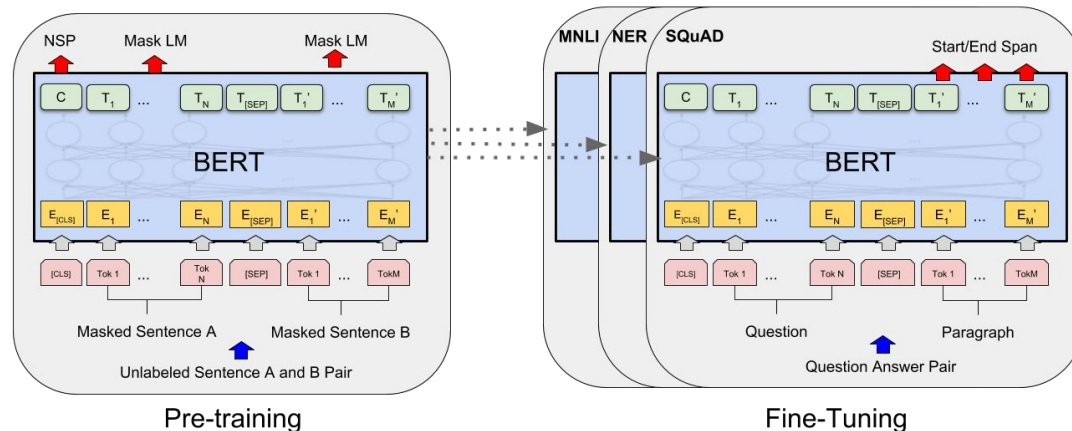 NSP Mask LM Mask LM
C T1 ... TN T[SEP] T1' ... TM'
BERT
E[CLS] E1 ... EN E[SEP] E1' ... EM'
[CLS] Tok 1 ... Tok N [SEP] Tok 1 ... TokM
Masked Sentence A Masked Sentence B
Unlabeled Sentence A and B Pair
Pre-training
MNLI NER SQuAD
Start/End Span
C T1 ... TN T[SEP] T1' ... TM'
BERT
E[CLS] E1 ... EN E[SEP] E1' ... EM'
[CLS] Tok 1 ... Tok N [SEP] Tok 1 ... TokM
Question Paragraph
Question Answer Pair
Fine-Tuning